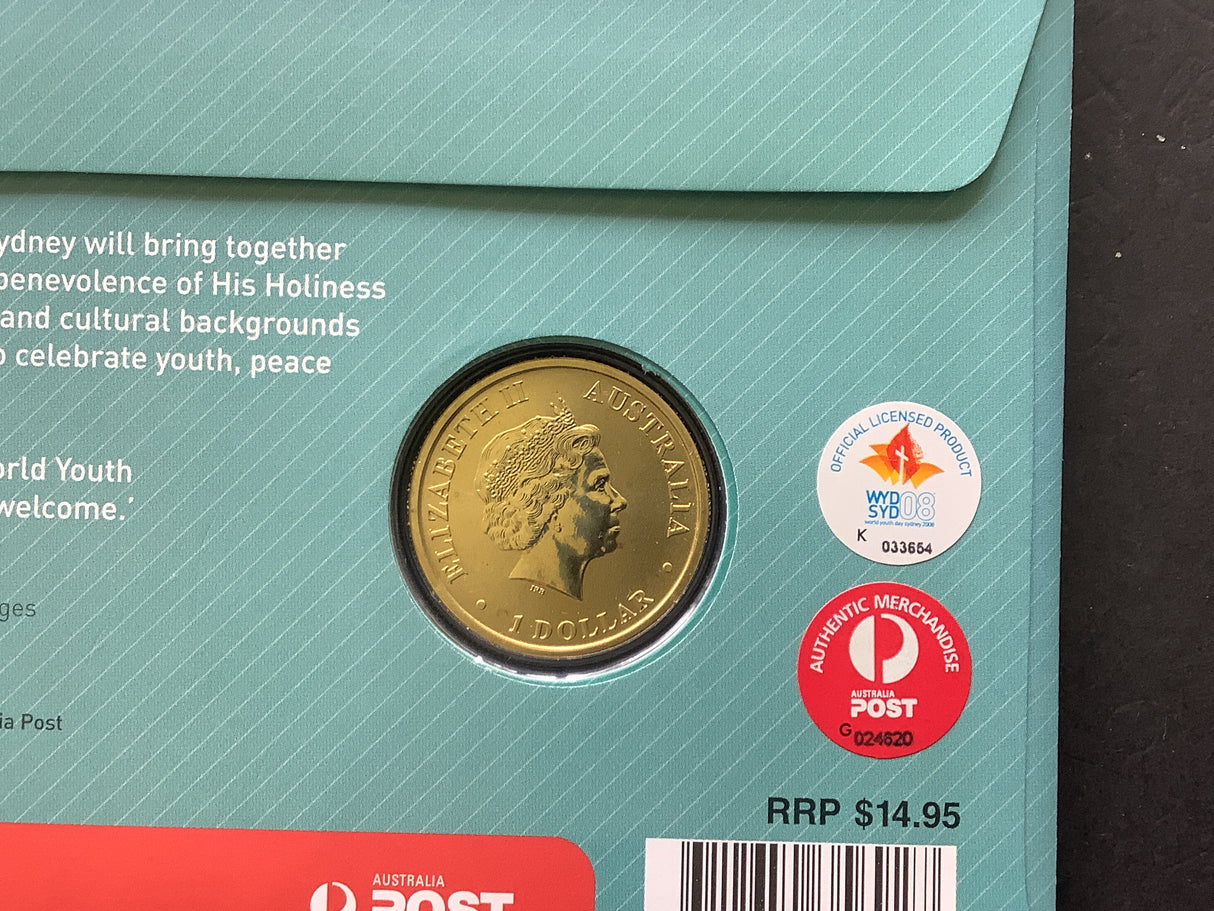 ydney will bring together
benevolence of His Holiness
and cultural backgrounds
o celebrate youth, peace
orld Youth
welcome.'
ges
ia Post
ELIZABETH II AUSTRALIA
1 DOLLAR
IRB
OFFICIAL LICENSED PRODUCT
WYD
SYD08
world youth day sydney 2008
K 033654
AUTHENTIC MERCHANDISE
AUSTRALIA
POST
G 024620
RRP $14.95
AUSTRALIA
POST